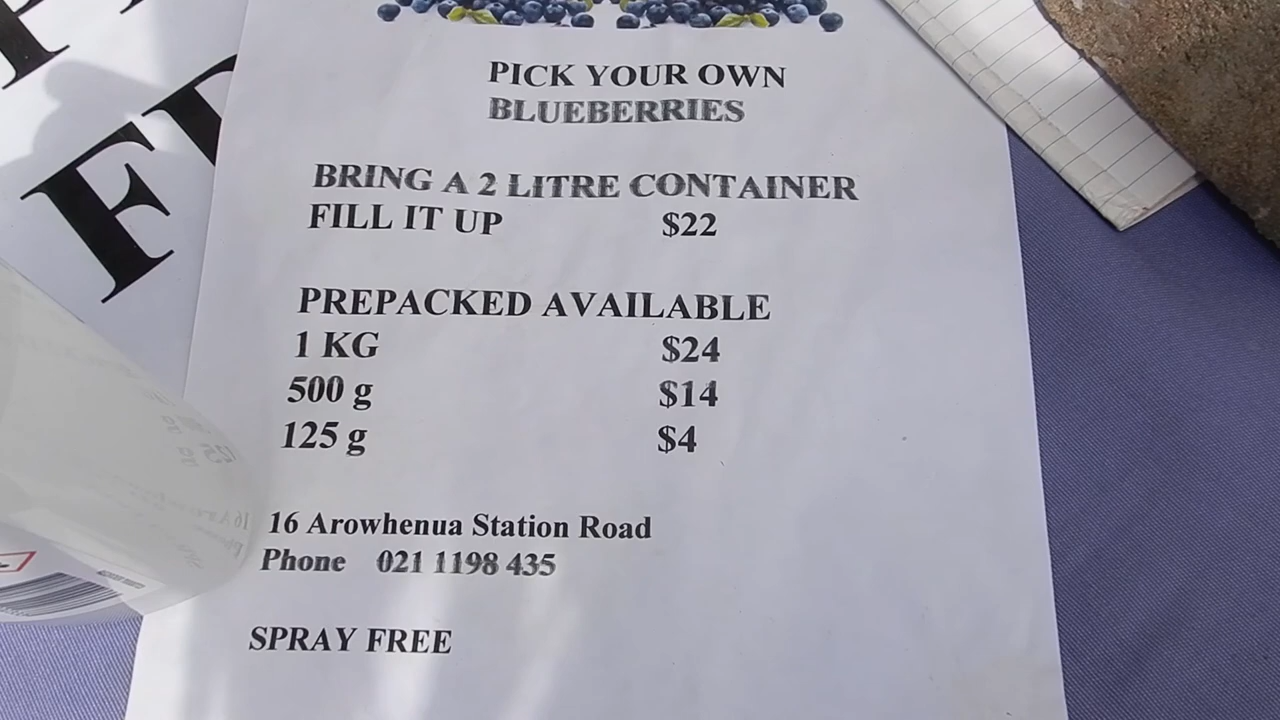 PICK YOUR OWN
BLUEBERRIES
BRING A 2 LITRE CONTAINER
FILL IT UP $22
PREPACKED AVAILABLE
1 KG $24
500 g $14
125 g $4
16 Arowhenua Station Road
Phone 021 1198 435
SPRAY FREE